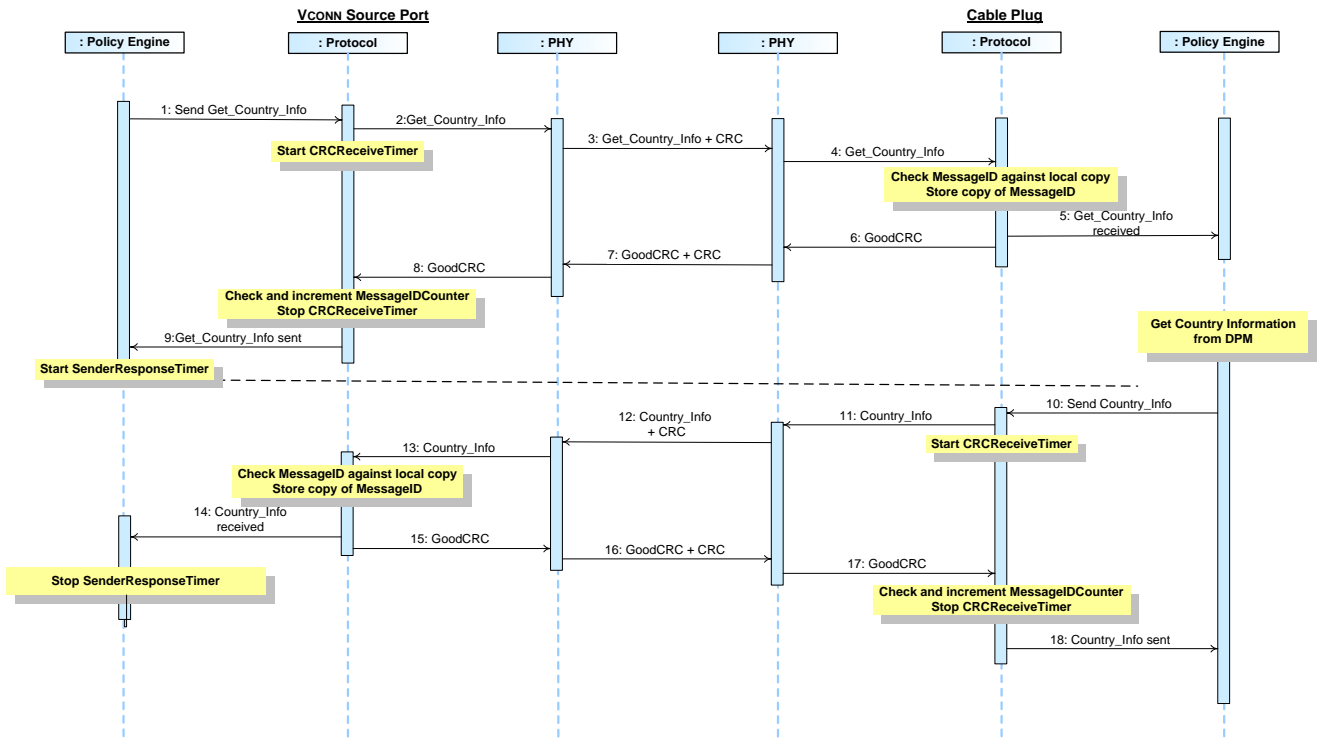 VCONN Source Port
Cable Plug
: Policy Engine
: Protocol
: PHY
: PHY
: Protocol
: Policy Engine
1: Send Get_Country_Info
2:Get_Country_Info
Start CRCReceiveTimer
3: Get_Country_Info + CRC
4: Get_Country_Info
Check MessageID against local copy
Store copy of MessageID
5: Get_Country_Info
received
6: GoodCRC
7: GoodCRC + CRC
8: GoodCRC
Check and increment MessageIDCounter
Stop CRCReceiveTimer
9:Get_Country_Info sent
Start SenderResponseTimer
Get Country Information
from DPM
10: Send Country_Info
11: Country_Info
Start CRCReceiveTimer
12: Country_Info
+ CRC
13: Country_Info
Check MessageID against local copy
Store copy of MessageID
14: Country_Info
received
15: GoodCRC
16: GoodCRC + CRC
17: GoodCRC
Stop SenderResponseTimer
Check and increment MessageIDCounter
Stop CRCReceiveTimer
18: Country_Info sent